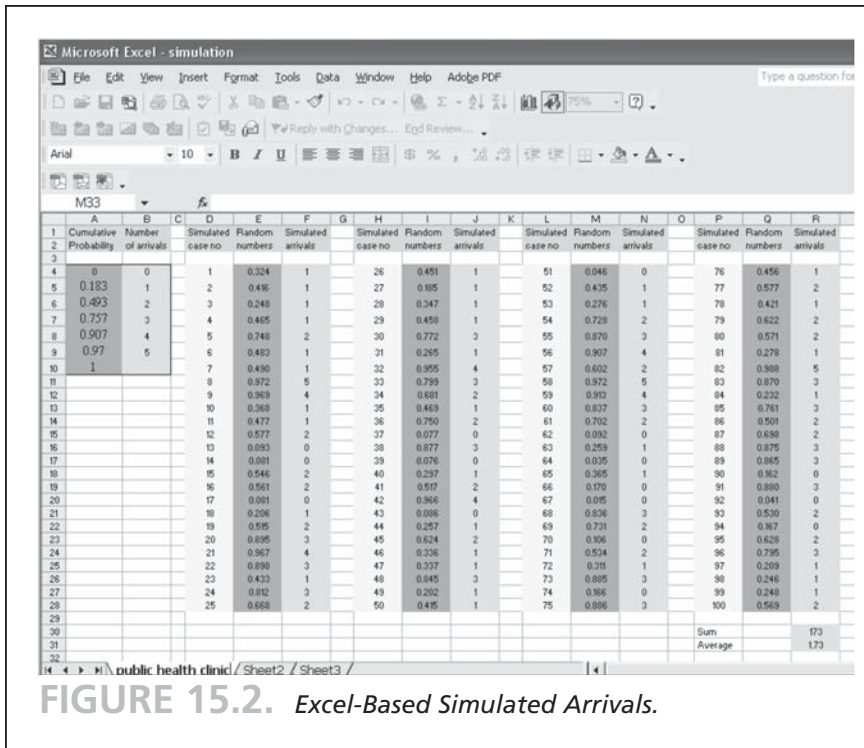 Microsoft Excel - simulation
File Edit View Insert Format Tools Data Window Help Adobe PDF Type a question for
75%
Reply with Changes... End Review...
Arial 10 B I U $ % ,
M33 fx
A B C D E F G H I J K L M N O P Q R
1 Cumulative Number Simulated Random Simulated Simulated Random Simulated Simulated Random Simulated Simulated Random Simulated
2 Probability of arrivals case no numbers arrivals case no numbers arrivals case no numbers arrivals case no numbers arrivals
3
4 0 0 1 0.324 1 26 0.451 1 51 0.046 0 76 0.456 1
5 0.183 1 2 0.416 1 27 0.185 1 52 0.435 1 77 0.577 2
6 0.493 2 3 0.248 1 28 0.347 1 53 0.276 1 78 0.421 1
7 0.757 3 4 0.465 1 29 0.458 1 54 0.728 2 79 0.622 2
8 0.907 4 5 0.748 2 30 0.772 3 55 0.870 3 80 0.571 2
9 0.97 5 6 0.483 1 31 0.265 1 56 0.907 4 81 0.278 1
10 1 7 0.490 1 32 0.955 4 57 0.602 2 82 0.988 5
11 8 0.972 5 33 0.799 3 58 0.972 5 83 0.870 3
12 9 0.969 4 34 0.681 2 59 0.913 4 84 0.232 1
13 10 0.368 1 35 0.469 1 60 0.837 3 85 0.761 3
14 11 0.477 1 36 0.750 2 61 0.702 2 86 0.501 2
15 12 0.577 2 37 0.077 0 62 0.092 0 87 0.698 2
16 13 0.093 0 38 0.877 3 63 0.259 1 88 0.875 3
17 14 0.081 0 39 0.076 0 64 0.035 0 89 0.865 3
18 15 0.546 2 40 0.297 1 65 0.365 1 90 0.162 0
19 16 0.561 2 41 0.517 2 66 0.170 0 91 0.880 3
20 17 0.081 0 42 0.966 4 67 0.015 0 92 0.041 0
21 18 0.206 1 43 0.086 0 68 0.836 3 93 0.530 2
22 19 0.515 2 44 0.257 1 69 0.731 2 94 0.167 0
23 20 0.895 3 45 0.624 2 70 0.106 0 95 0.628 2
24 21 0.967 4 46 0.336 1 71 0.534 2 96 0.795 3
25 22 0.898 3 47 0.337 1 72 0.311 1 97 0.209 1
26 23 0.433 1 48 0.845 3 73 0.885 3 98 0.246 1
27 24 0.812 3 49 0.202 1 74 0.166 0 99 0.248 1
28 25 0.668 2 50 0.415 1 75 0.886 3 100 0.569 2
29
30 Sum 173
31 Average 1.73
32
public health clinic / Sheet2 / Sheet3 /
FIGURE 15.2. Excel-Based Simulated Arrivals.